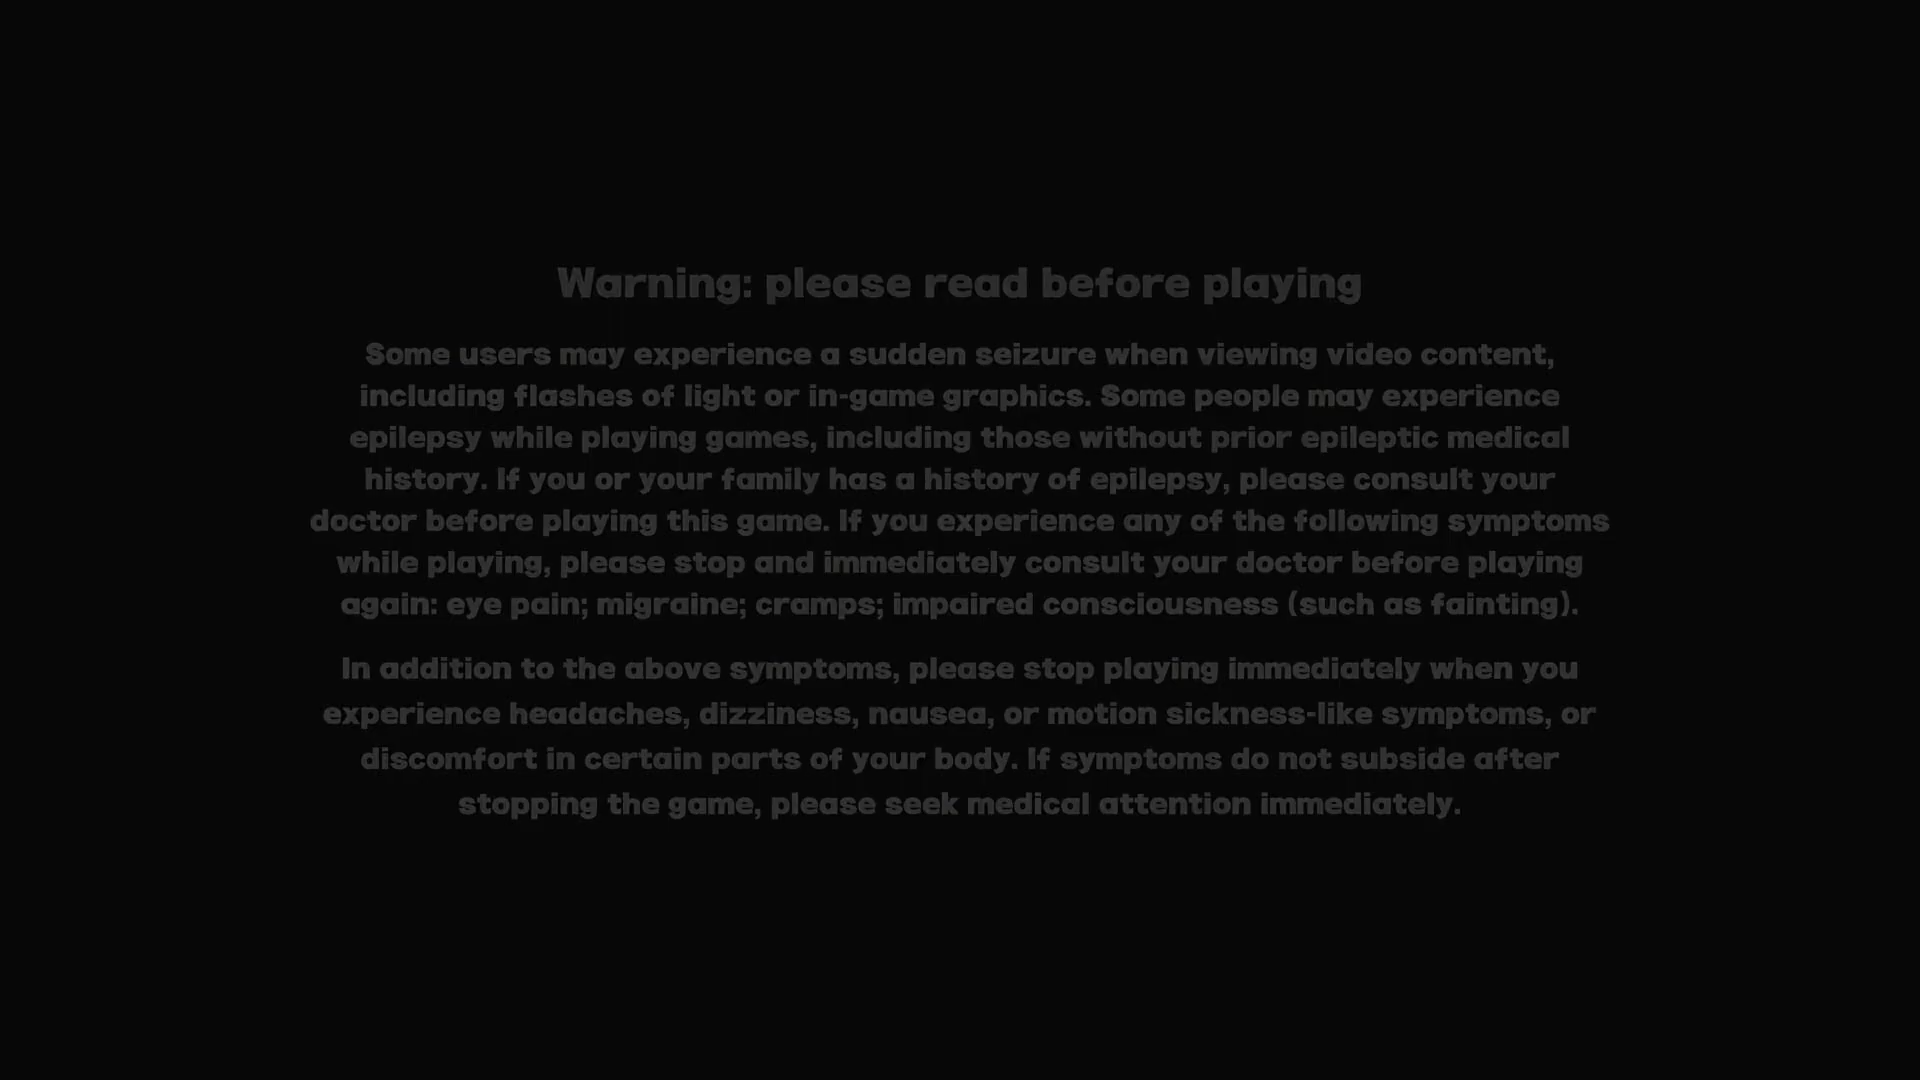 Warning: please read before playing
Some users may experience a sudden seizure when viewing video content,
including flashes of light or in-game graphics. Some people may experience
epilepsy while playing games, including those without prior epileptic medical
history. If you or your family has a history of epilepsy, please consult your
doctor before playing this game. If you experience any of the following symptoms
while playing, please stop and immediately consult your doctor before playing
again: eye pain; migraine; cramps; impaired consciousness (such as fainting).
In addition to the above symptoms, please stop playing immediately when you
experience headaches, dizziness, nausea, or motion sickness-like symptoms, or
discomfort in certain parts of your body. If symptoms do not subside after
stopping the game, please seek medical attention immediately.